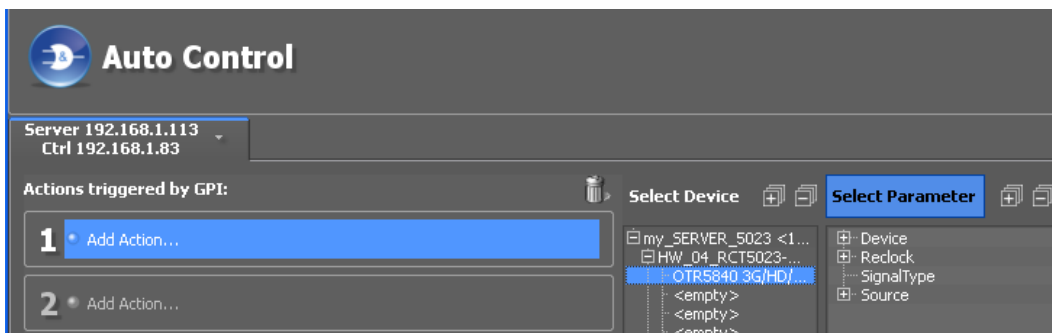 Auto Control
Server 192.168.1.113
Ctrl 192.168.1.83
Actions triggered by GPI:
Select Device
Select Parameter
1 Add Action...
2 Add Action...
my_SERVER_5023 <1...
HW_04_RCT5023-...
OTR5840 3G/HD/...
<empty>
<empty>
<empty>
Device
Reclock
SignalType
Source